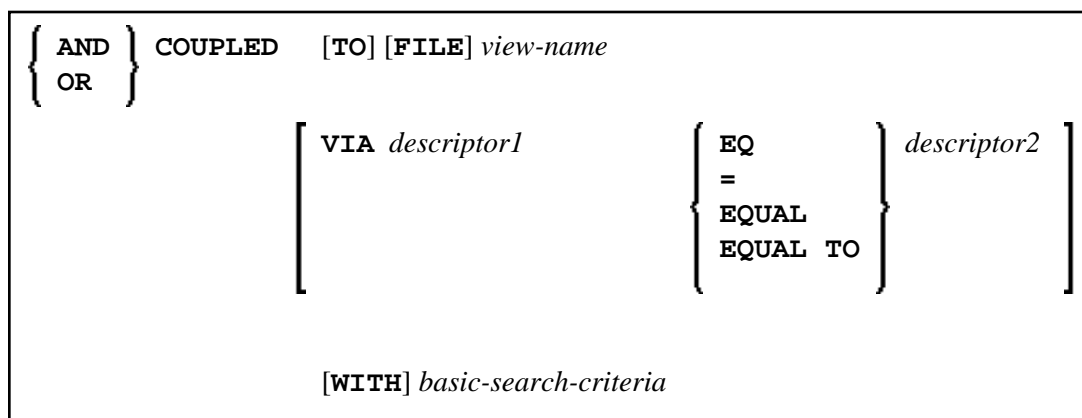 AND COUPLED [TO] [FILE] view-name
OR
VIA descriptor1 EQ descriptor2
=
EQUAL
EQUAL TO
[WITH] basic-search-criteria